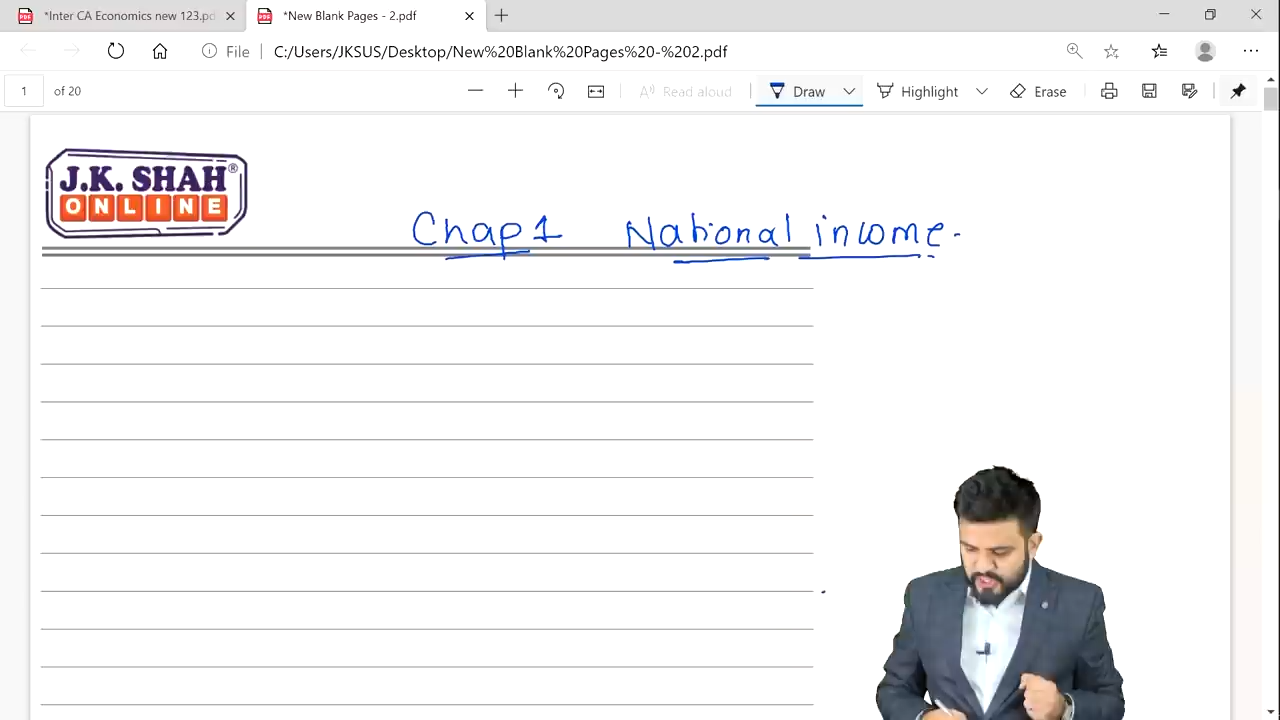 *Inter CA Economics new 123.pd
*New Blank Pages - 2.pdf
File
C:/Users/JKSUS/Desktop/New%20Blank%20Pages%20-%202.pdf
1 of 20
Read aloud
Draw
Highlight
Erase
J.K. SHAH®
ONLINE
Chap 1 National income.